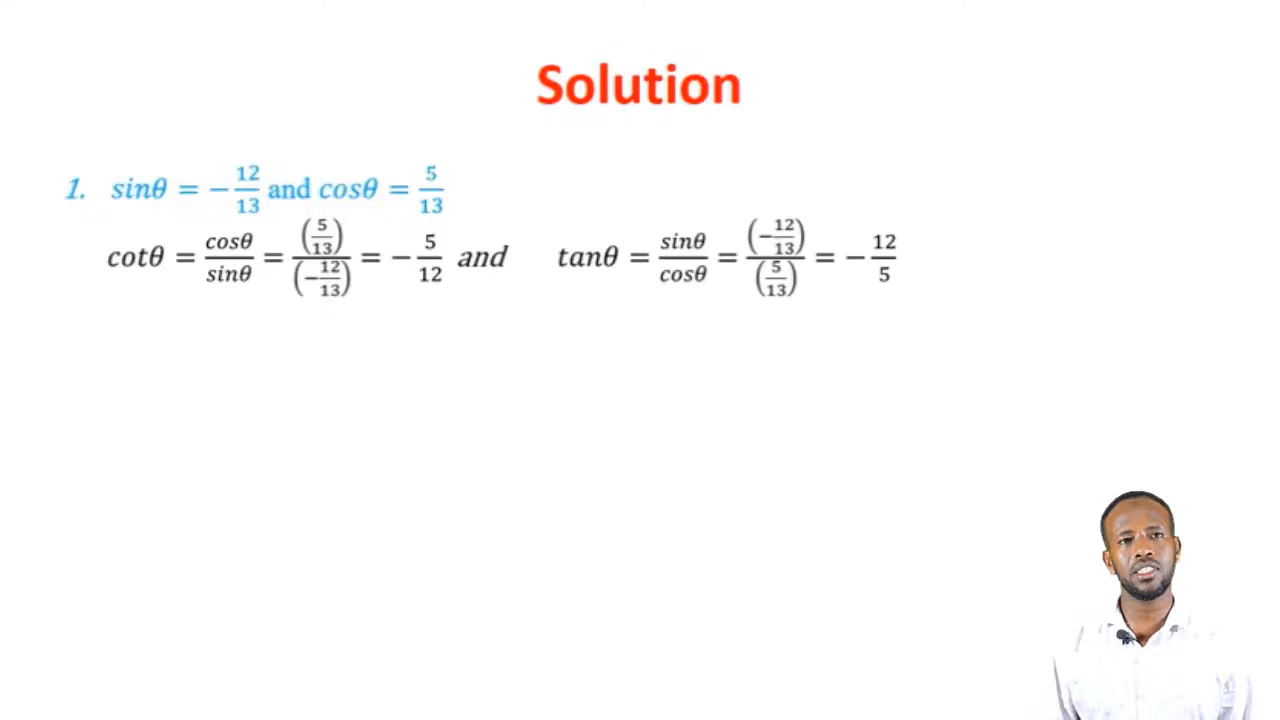 Solution
1. sinθ = −12/13 and cosθ = 5/13
cotθ = cosθ/sinθ = (5/13)/(−12/13) = −5/12 and tanθ = sinθ/cosθ = (−12/13)/(5/13) = −12/5